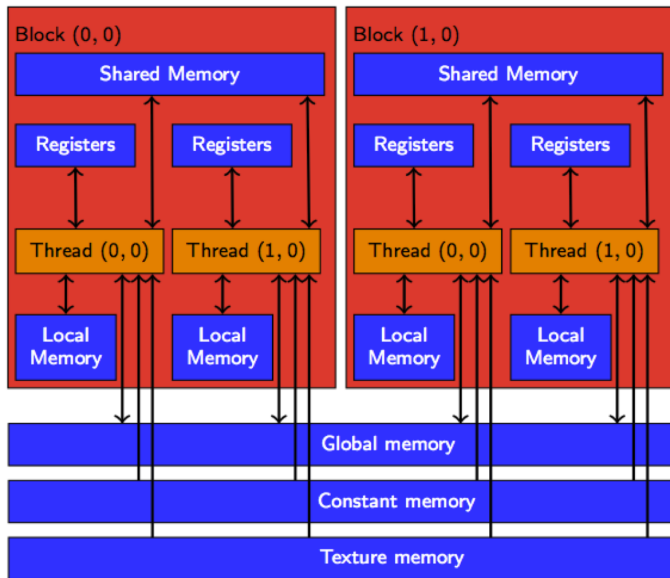 Block (0, 0)
Shared Memory
Registers
Registers
Thread (0, 0)
Thread (1, 0)
Local
Memory
Local
Memory
Block (1, 0)
Shared Memory
Registers
Registers
Thread (0, 0)
Thread (1, 0)
Local
Memory
Local
Memory
Global memory
Constant memory
Texture memory